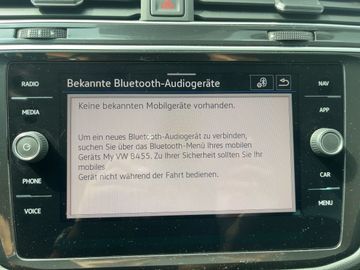 Bekannte Bluetooth-Audiogeräte
Keine bekannten Mobilgeräte vorhanden.
Um ein neues Bluetooth-Audiogerät zu verbinden,
suchen Sie über das Bluetooth-Menü Ihres mobilen
Geräts My VW 8455. Zu Ihrer Sicherheit sollten Sie Ihr
mobiles
Gerät nicht während der Fahrt bedienen.
RADIO
MEDIA
PHONE
VOICE
NAV
APP
CAR
MENU